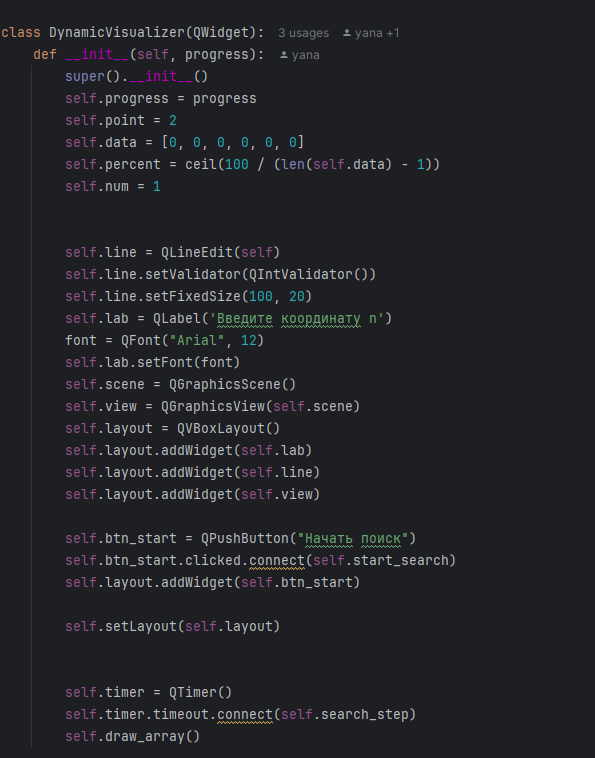 class DynamicVisualizer(QWidget): 3 usages yana +1
def __init__(self, progress): yana
super().__init__()
self.progress = progress
self.point = 2
self.data = [0, 0, 0, 0, 0, 0]
self.percent = ceil(100 / (len(self.data) - 1))
self.num = 1
self.line = QLineEdit(self)
self.line.setValidator(QIntValidator())
self.line.setFixedSize(100, 20)
self.lab = QLabel('Введите координату n')
font = QFont("Arial", 12)
self.lab.setFont(font)
self.scene = QGraphicsScene()
self.view = QGraphicsView(self.scene)
self.layout = QVBoxLayout()
self.layout.addWidget(self.lab)
self.layout.addWidget(self.line)
self.layout.addWidget(self.view)
self.btn_start = QPushButton("Начать поиск")
self.btn_start.clicked.connect(self.start_search)
self.layout.addWidget(self.btn_start)
self.setLayout(self.layout)
self.timer = QTimer()
self.timer.timeout.connect(self.search_step)
self.draw_array()